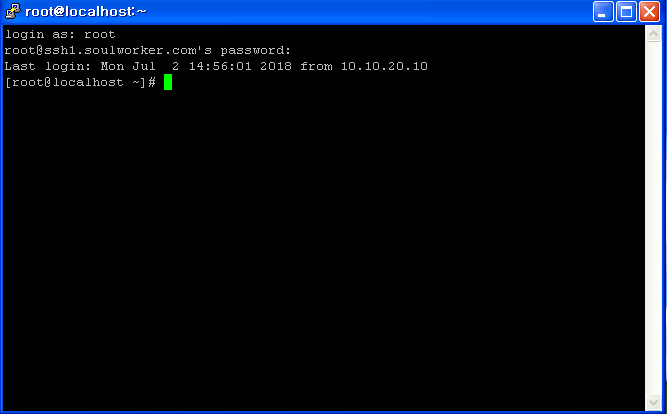 root@localhost:~
login as: root
root@ssh1.soulworker.com's password:
Last login: Mon Jul  2 14:56:01 2018 from 10.10.20.10
[root@localhost ~]#